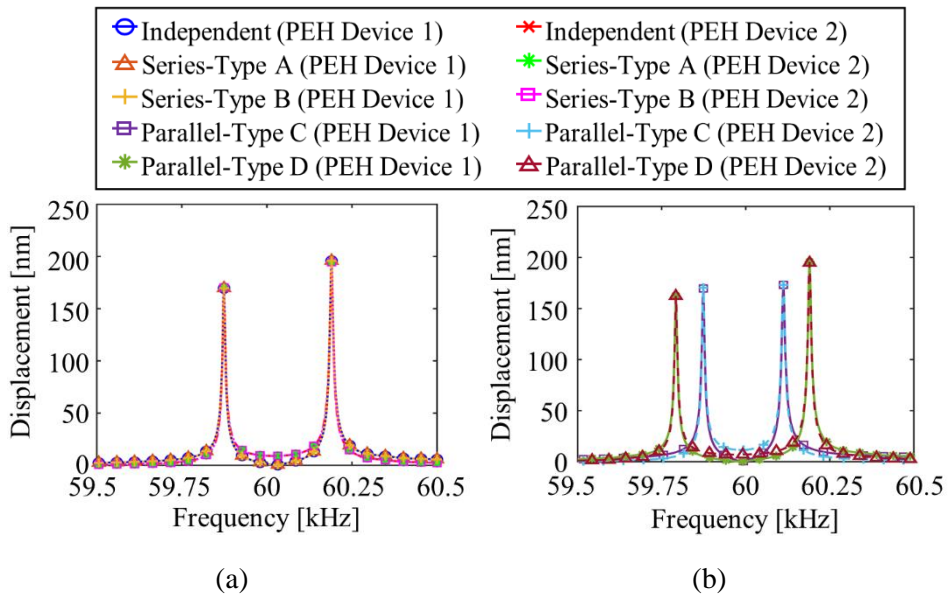 Independent (PEH Device 1) Independent (PEH Device 2)
Series-Type A (PEH Device 1) Series-Type A (PEH Device 2)
Series-Type B (PEH Device 1) Series-Type B (PEH Device 2)
Parallel-Type C (PEH Device 1) Parallel-Type C (PEH Device 2)
Parallel-Type D (PEH Device 1) Parallel-Type D (PEH Device 2)
Displacement [nm]
250
200
150
100
50
0
59.5 59.75 60 60.25 60.5
Frequency [kHz]
(a)
Displacement [nm]
250
200
150
100
50
0
59.5 59.75 60 60.25 60.5
Frequency [kHz]
(b)